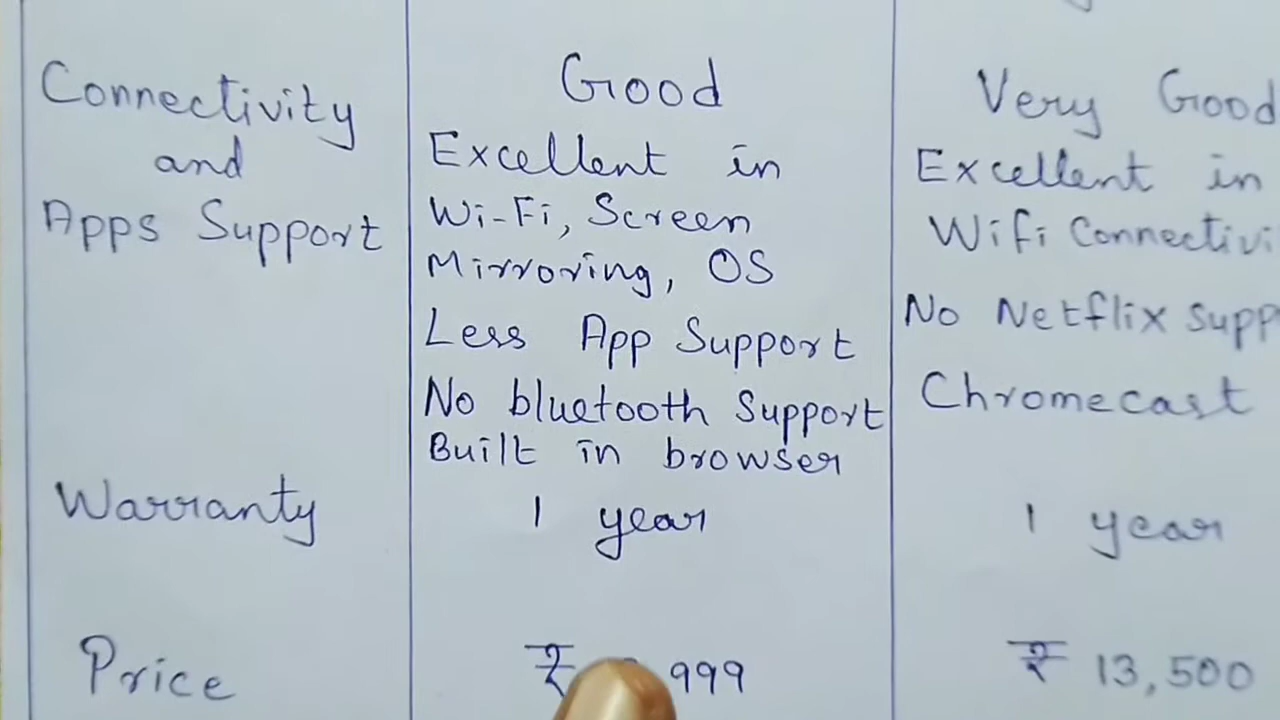 Connectivity
and
Apps Support
Good
Excellent in
Wi-Fi, Screen
Mirroring, OS
Less App Support
No bluetooth Support
Built in browser
Very Good
Excellent in
Wifi Connectivi
No Netflix Supp
Chromecast
Warranty
1 year
1 year
Price
₹ 999
₹ 13,500